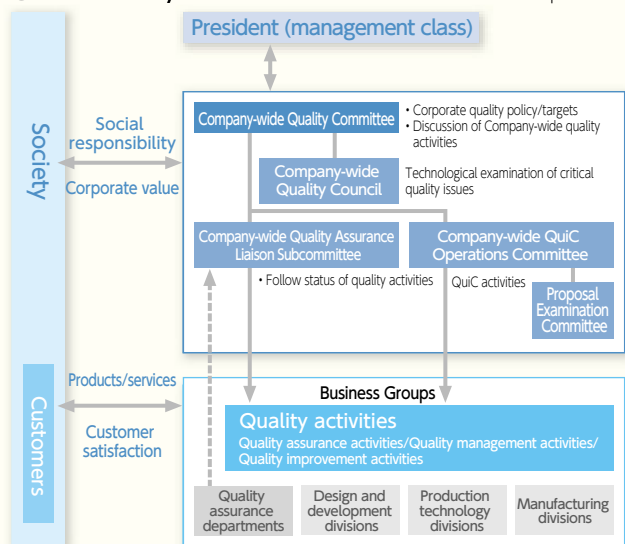 President (management class)
Society
Social
responsibility
Corporate value
Company-wide Quality Committee
• Corporate quality policy/targets
• Discussion of Company-wide quality
activities
Company-wide
Quality Council
Technological examination of critical
quality issues
Company-wide Quality Assurance
Liaison Subcommittee
Company-wide QuiC
Operations Committee
• Follow status of quality activities
QuiC activities
Proposal
Examination
Committee
Customers
Products/services
Customer
satisfaction
Business Groups
Quality activities
Quality assurance activities/Quality management activities/
Quality improvement activities
Quality
assurance
departments
Design and
development
divisions
Production
technology
divisions
Manufacturing
divisions